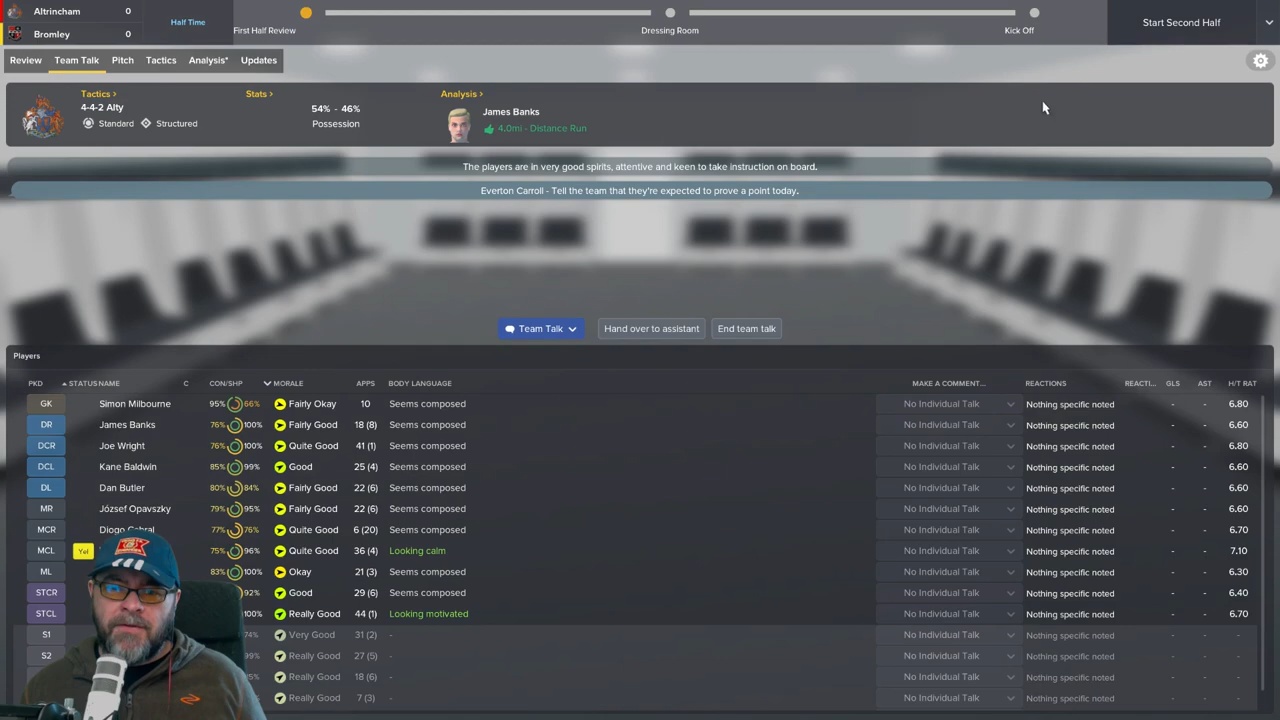 Altrincham 0
Bromley 0
Half Time
First Half Review
Dressing Room
Kick Off
Start Second Half
Review Team Talk Pitch Tactics Analysis* Updates
Tactics > Stats > Analysis >
4-4-2 Alty
Standard Structured
54% - 46%
Possession
James Banks
4.0mi - Distance Run
The players are in very good spirits, attentive and keen to take instruction on board.
Everton Carroll - Tell the team that they're expected to prove a point today.
Team Talk Hand over to assistant End team talk
Players
PKD STATUS NAME C CON/SHP MORALE APPS BODY LANGUAGE MAKE A COMMENT... REACTIONS REACTI... GLS AST H/T RAT
GK Simon Milbourne 95% 66% Fairly Okay 10 Seems composed No Individual Talk Nothing specific noted - - 6.80
DR James Banks 76% 100% Fairly Good 18 (8) Seems composed No Individual Talk Nothing specific noted - - 6.60
DCR Joe Wright 76% 100% Quite Good 41 (1) Seems composed No Individual Talk Nothing specific noted - - 6.80
DCL Kane Baldwin 85% 99% Good 25 (4) Seems composed No Individual Talk Nothing specific noted - - 6.60
DL Dan Butler 80% 84% Fairly Good 22 (6) Seems composed No Individual Talk Nothing specific noted - - 6.60
MR József Opavszky 79% 95% Fairly Good 22 (6) Seems composed No Individual Talk Nothing specific noted - - 6.60
MCR Diogo Cabral 77% 76% Quite Good 6 (20) Seems composed No Individual Talk Nothing specific noted - - 6.70
MCL Yel 75% 96% Quite Good 36 (4) Looking calm No Individual Talk Nothing specific noted - - 7.10
ML 83% 100% Okay 21 (3) Seems composed No Individual Talk Nothing specific noted - - 6.30
STCR 92% Good 29 (6) Seems composed No Individual Talk Nothing specific noted - - 6.40
STCL 100% Really Good 44 (1) Looking motivated No Individual Talk Nothing specific noted - - 6.70
S1 74% Very Good 31 (2) - No Individual Talk Nothing specific noted - - -
S2 Really Good 27 (5) - No Individual Talk Nothing specific noted - - -
Really Good 18 (6) - No Individual Talk Nothing specific noted - - -
Really Good 7 (3) - No Individual Talk Nothing specific noted - - -